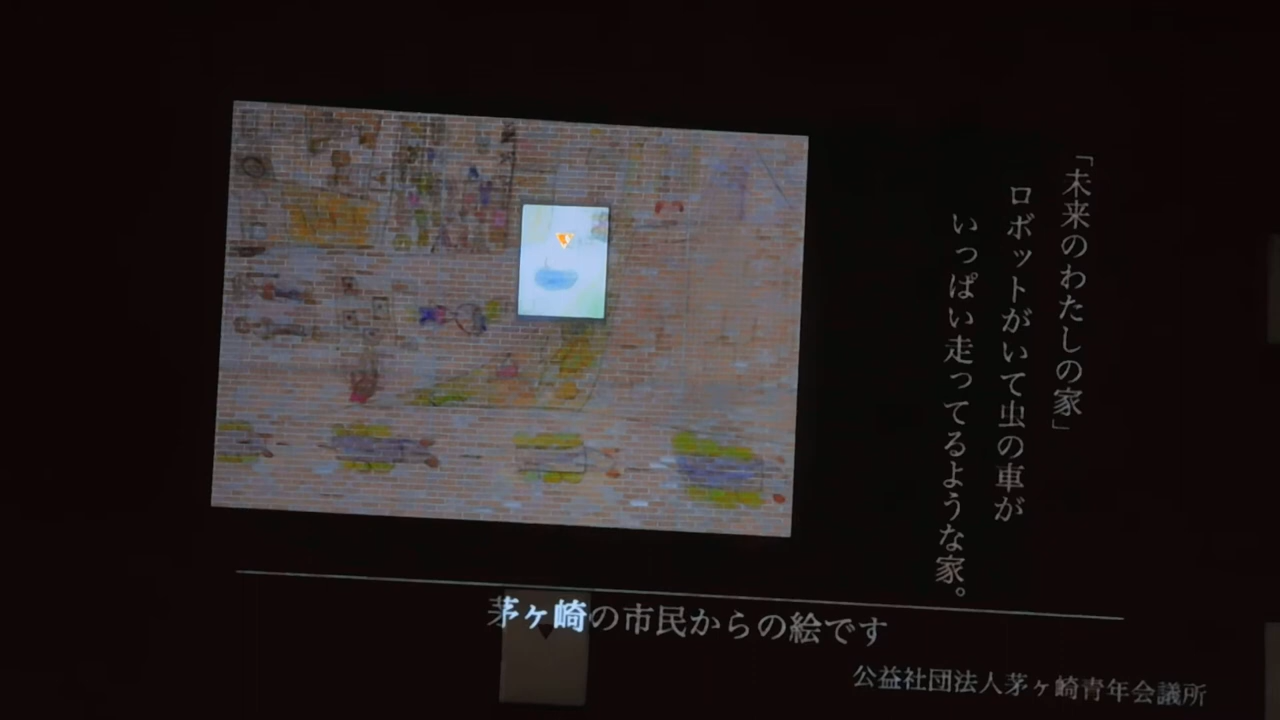 「未来のわたしの家」
ロボットがいて虫の車が
いっぱい走ってるような家。
茅ヶ崎の市民からの絵です
公益社団法人茅ヶ崎青年会議所